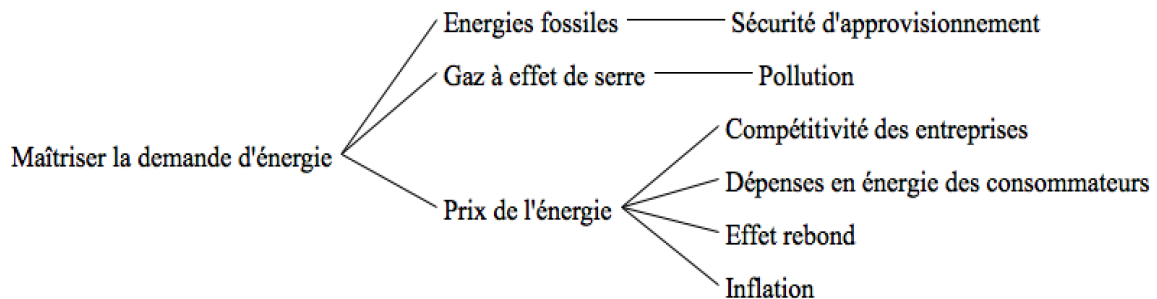 Energies fossiles Sécurité d'approvisionnement
Gaz à effet de serre Pollution
Compétitivité des entreprises
Maîtriser la demande d'énergie
Dépenses en énergie des consommateurs
Prix de l'énergie
Effet rebond
Inflation